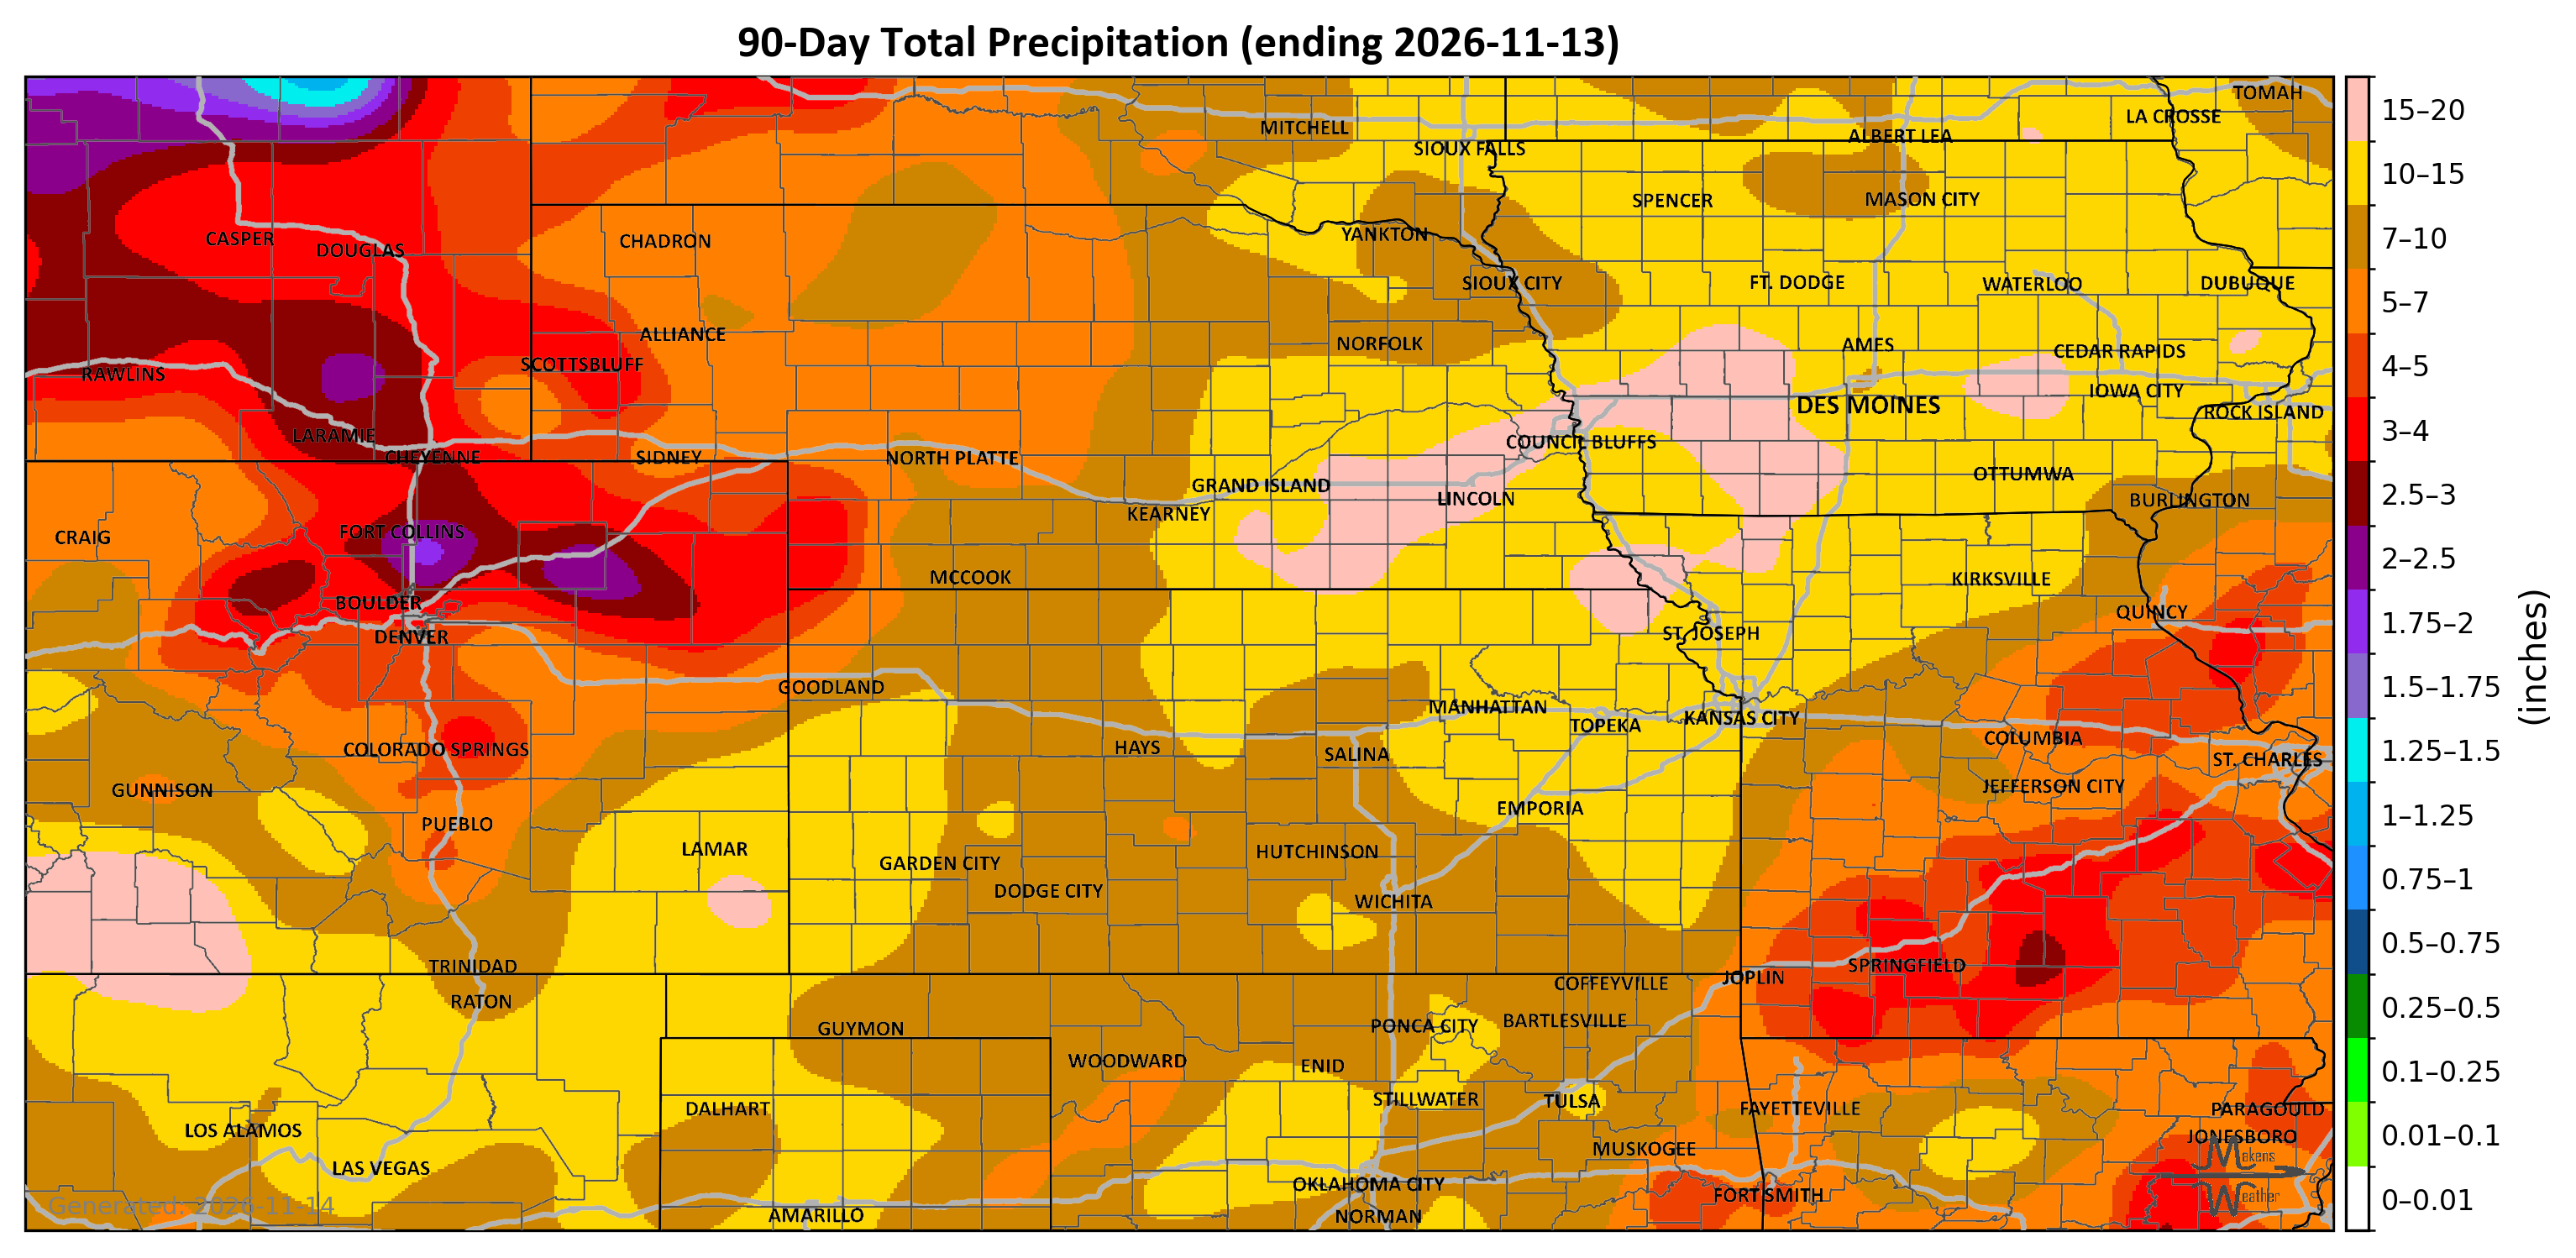 90-Day Total Precipitation (ending 2026-11-13)
TOMAH
LA CROSSE
MITCHELL
ALBERT LEA
SIOUX FALLS
SPENCER
MASON CITY
YANKTON
CASPER
DOUGLAS
CHADRON
SIOUX CITY
FT. DODGE
WATERLOO
DUBUQUE
ALLIANCE
NORFOLK
AMES
CEDAR RAPIDS
SCOTTSBLUFF
RAWLINS
IOWA CITY
DES MOINES
ROCK ISLAND
LARAMIE
COUNCIL BLUFFS
CHEYENNE
SIDNEY
NORTH PLATTE
OTTUMWA
GRAND ISLAND
LINCOLN
BURLINGTON
KEARNEY
FORT COLLINS
CRAIG
MCCOOK
KIRKSVILLE
BOULDER
QUINCY
DENVER
ST. JOSEPH
GOODLAND
MANHATTAN
KANSAS CITY
TOPEKA
COLUMBIA
COLORADO SPRINGS
HAYS
SALINA
ST. CHARLES
GUNNISON
JEFFERSON CITY
EMPORIA
PUEBLO
LAMAR
HUTCHINSON
GARDEN CITY
DODGE CITY
WICHITA
TRINIDAD
SPRINGFIELD
JOPLIN
COFFEYVILLE
RATON
BARTLESVILLE
PONCA CITY
GUYMON
WOODWARD
ENID
STILLWATER
TULSA
DALHART
FAYETTEVILLE
PARAGOULD
LOS ALAMOS
JONESBORO
MUSKOGEE
LAS VEGAS
OKLAHOMA CITY
FORT SMITH
AMARILLO
NORMAN
Generated: 2026-11-14
Makens
Weather
15–20
10–15
7–10
5–7
4–5
3–4
2.5–3
2–2.5
1.75–2
1.5–1.75
1.25–1.5
1–1.25
0.75–1
0.5–0.75
0.25–0.5
0.1–0.25
0.01–0.1
0–0.01
(inches)